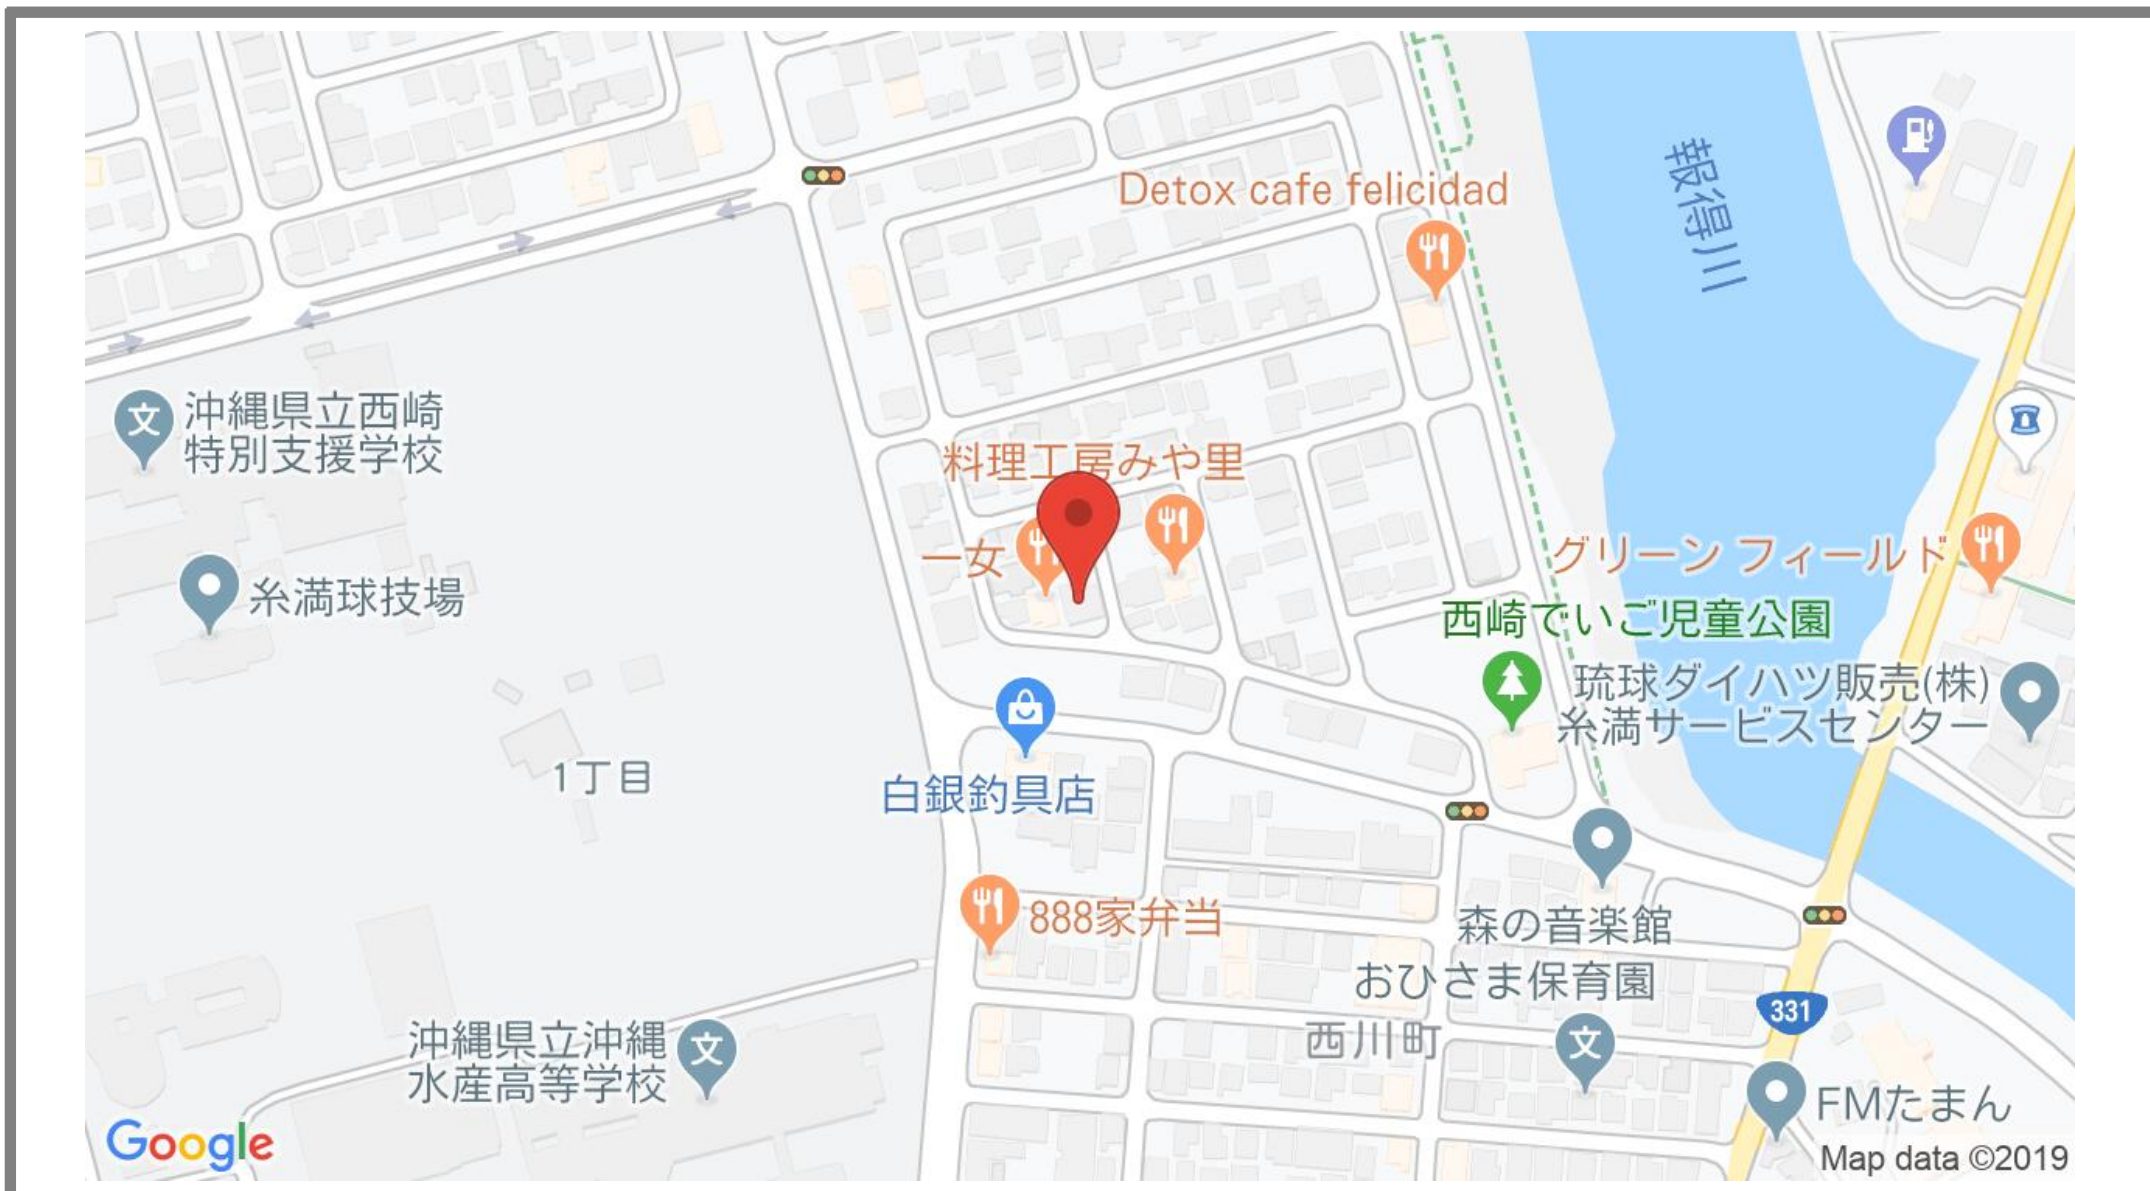 Detox cafe felicidad
報得川
沖縄県立西崎
特別支援学校
料理工房みや里
一女
グリーン フィールド
糸満球技場
西崎でいご児童公園
琉球ダイハツ販売(株)
糸満サービスセンター
1丁目
白銀釣具店
888家弁当
森の音楽館
おひさま保育園
331
西川町
沖縄県立沖縄
水産高等学校
文
文
文
FMたまん
Google
Map data ©2019